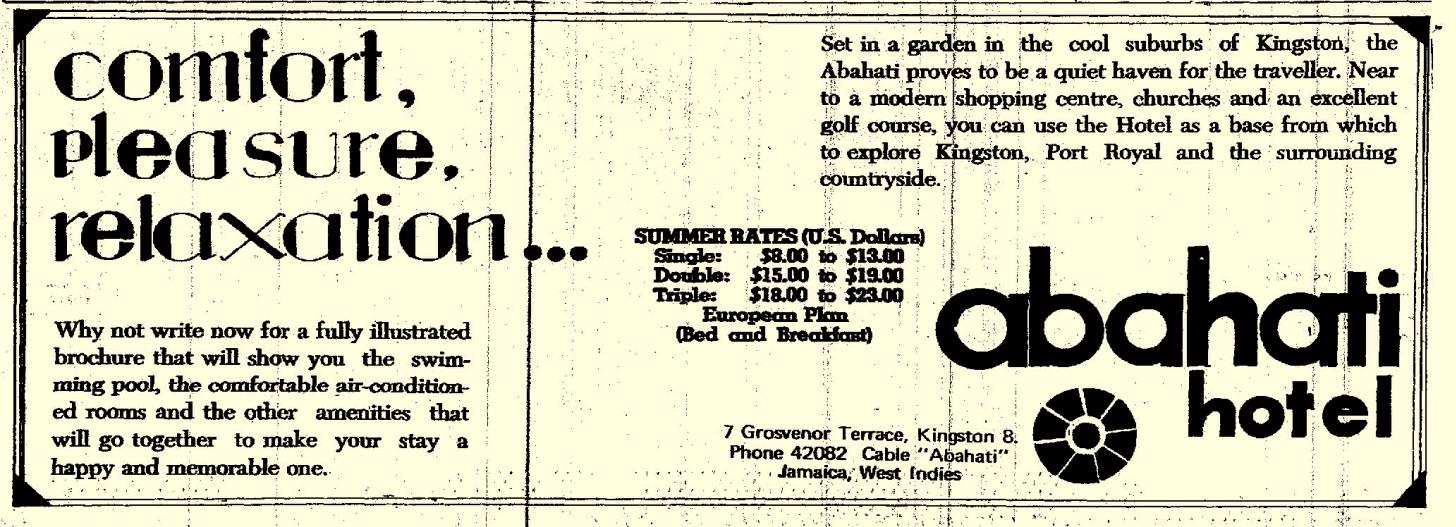 comfort,
pleasure,
relaxation...
Why not write now for a fully illustrated
brochure that will show you the swim-
ming pool, the comfortable air-condition-
ed rooms and the other amenities that
will go together to make your stay a
happy and memorable one.
Set in a garden in the cool suburbs of Kingston, the
Abahati proves to be a quiet haven for the traveller. Near
to a modern shopping centre, churches and an excellent
golf course, you can use the Hotel as a base from which
to explore Kingston, Port Royal and the surrounding
countryside.
SUMMER RATES (U.S. Dollars)
Single: $8.00 to $13.00
Double: $15.00 to $19.00
Triple: $18.00 to $23.00
European Plan
(Bed and Breakfast)
abahati
hotel
7 Grosvenor Terrace, Kingston 8.
Phone 42082 Cable "Abahati"
Jamaica, West Indies